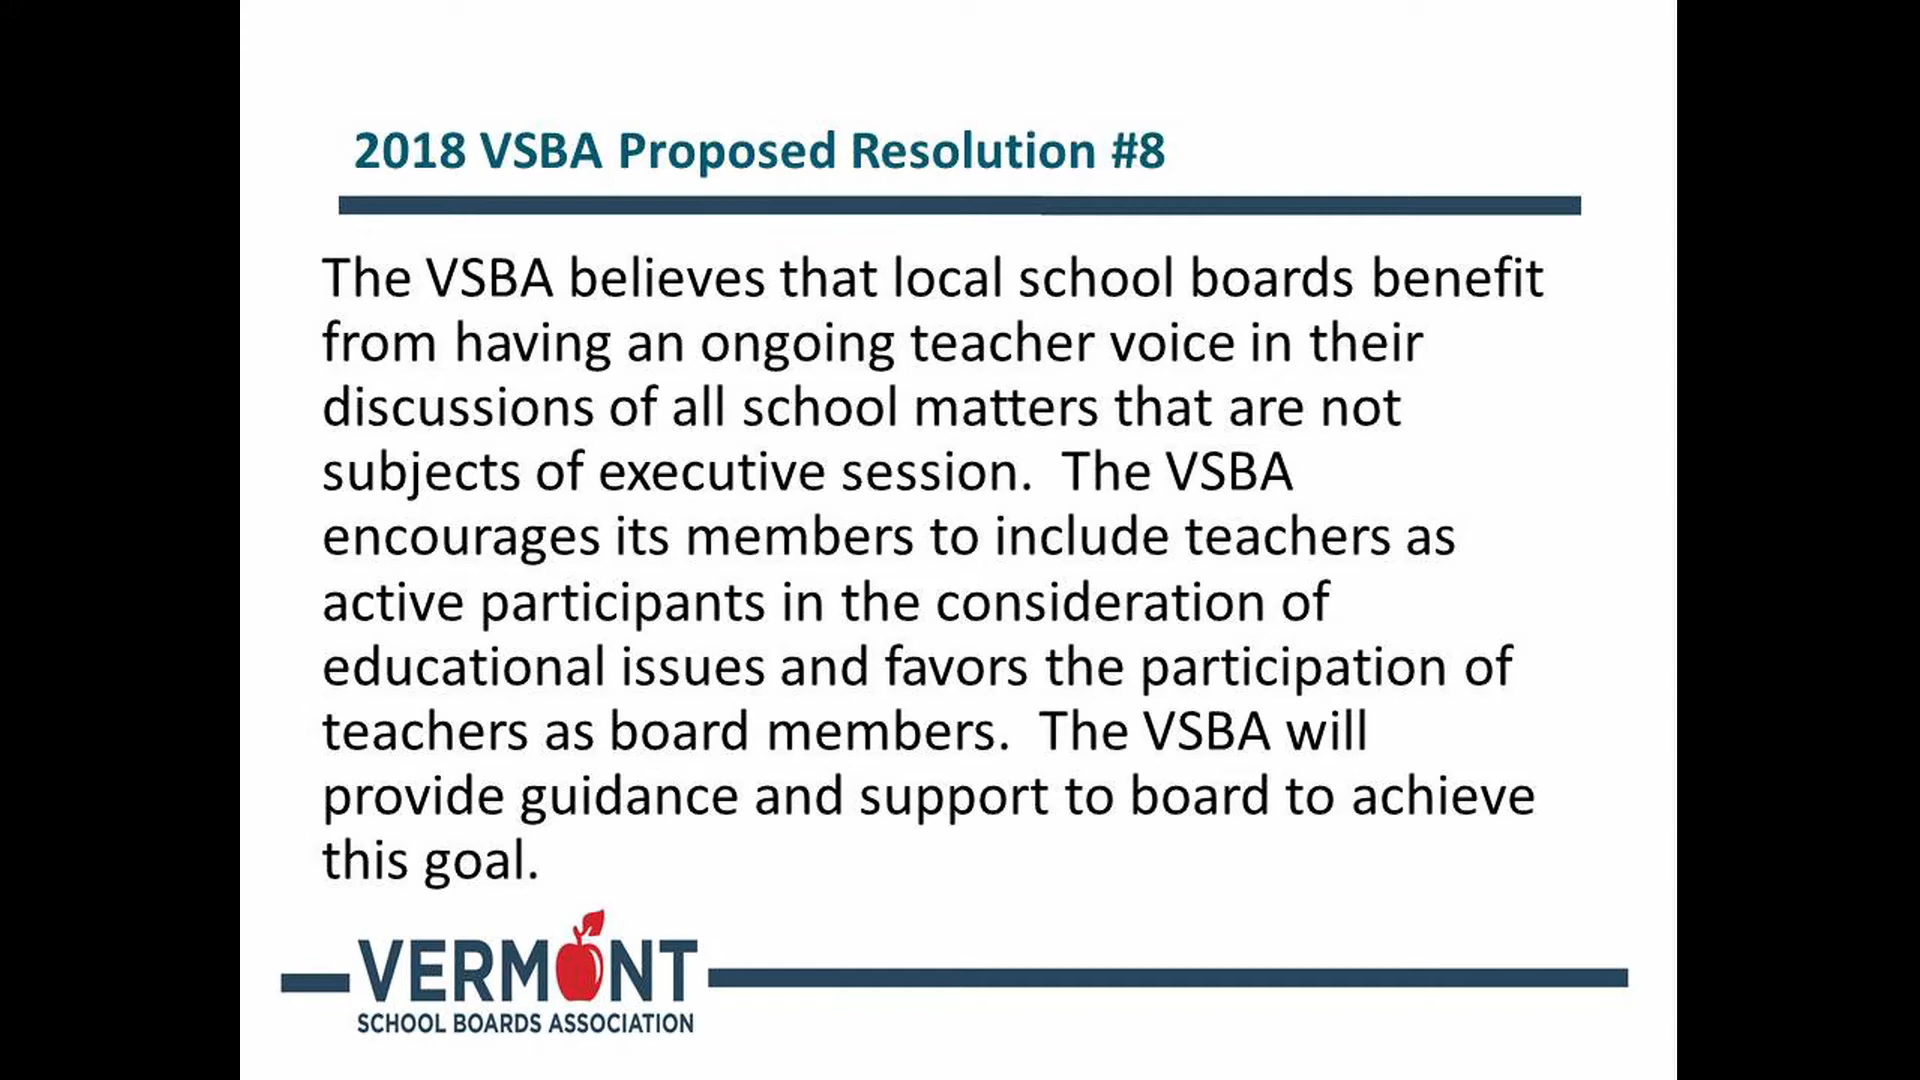 2018 VSBA Proposed Resolution #8
The VSBA believes that local school boards benefit
from having an ongoing teacher voice in their
discussions of all school matters that are not
subjects of executive session.  The VSBA
encourages its members to include teachers as
active participants in the consideration of
educational issues and favors the participation of
teachers as board members.  The VSBA will
provide guidance and support to board to achieve
this goal.
VERMONT
SCHOOL BOARDS ASSOCIATION